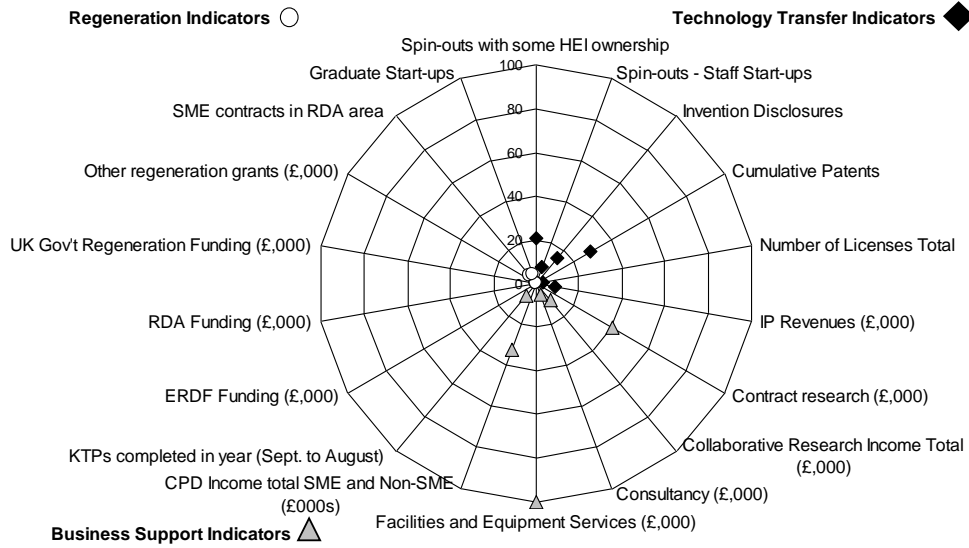 Regeneration Indicators
Technology Transfer Indicators
Spin-outs with some HEI ownership
100
Graduate Start-ups
Spin-outs - Staff Start-ups
80
SME contracts in RDA area
Invention Disclosures
60
Other regeneration grants (£,000)
Cumulative Patents
40
20
UK Gov't Regeneration Funding (£,000)
Number of Licenses Total
0
RDA Funding (£,000)
IP Revenues (£,000)
ERDF Funding (£,000)
Contract research (£,000)
KTPs completed in year (Sept. to August)
Collaborative Research Income Total
(£,000)
CPD Income total SME and Non-SME
(£000s)
Consultancy (£,000)
Facilities and Equipment Services (£,000)
Business Support Indicators